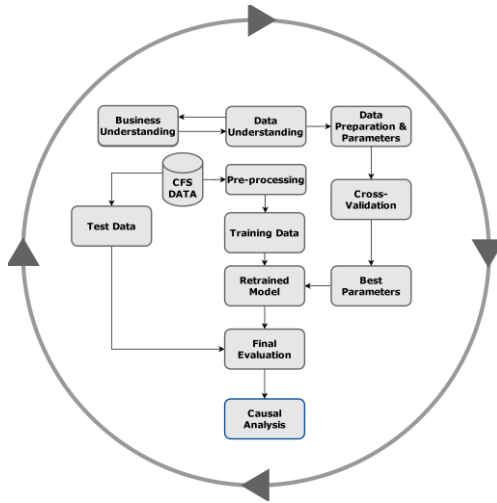 Business
Understanding
Data
Understanding
Data
Preparation &
Parameters
CFS
DATA
Pre-processing
Cross-
Validation
Test Data
Training Data
Retrained
Model
Best
Parameters
Final
Evaluation
Causal
Analysis